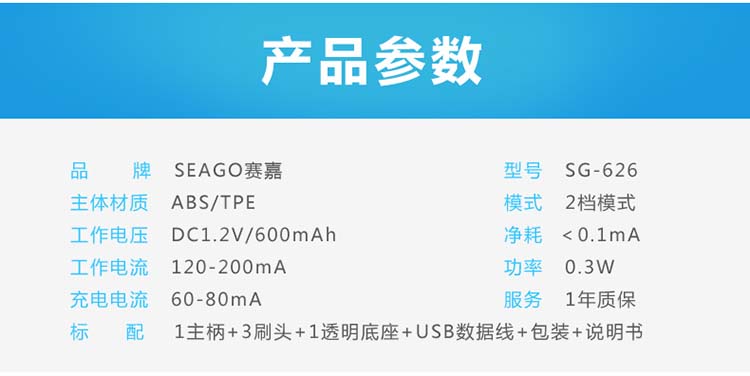 产品参数
品 牌 SEAGO赛嘉 型号 SG-626
主体材质 ABS/TPE 模式 2档模式
工作电压 DC1.2V/600mAh 净耗 <0.1mA
工作电流 120-200mA 功率 0.3W
充电电流 60-80mA 服务 1年质保
标 配 1主柄+3刷头+1透明底座+USB数据线+包装+说明书